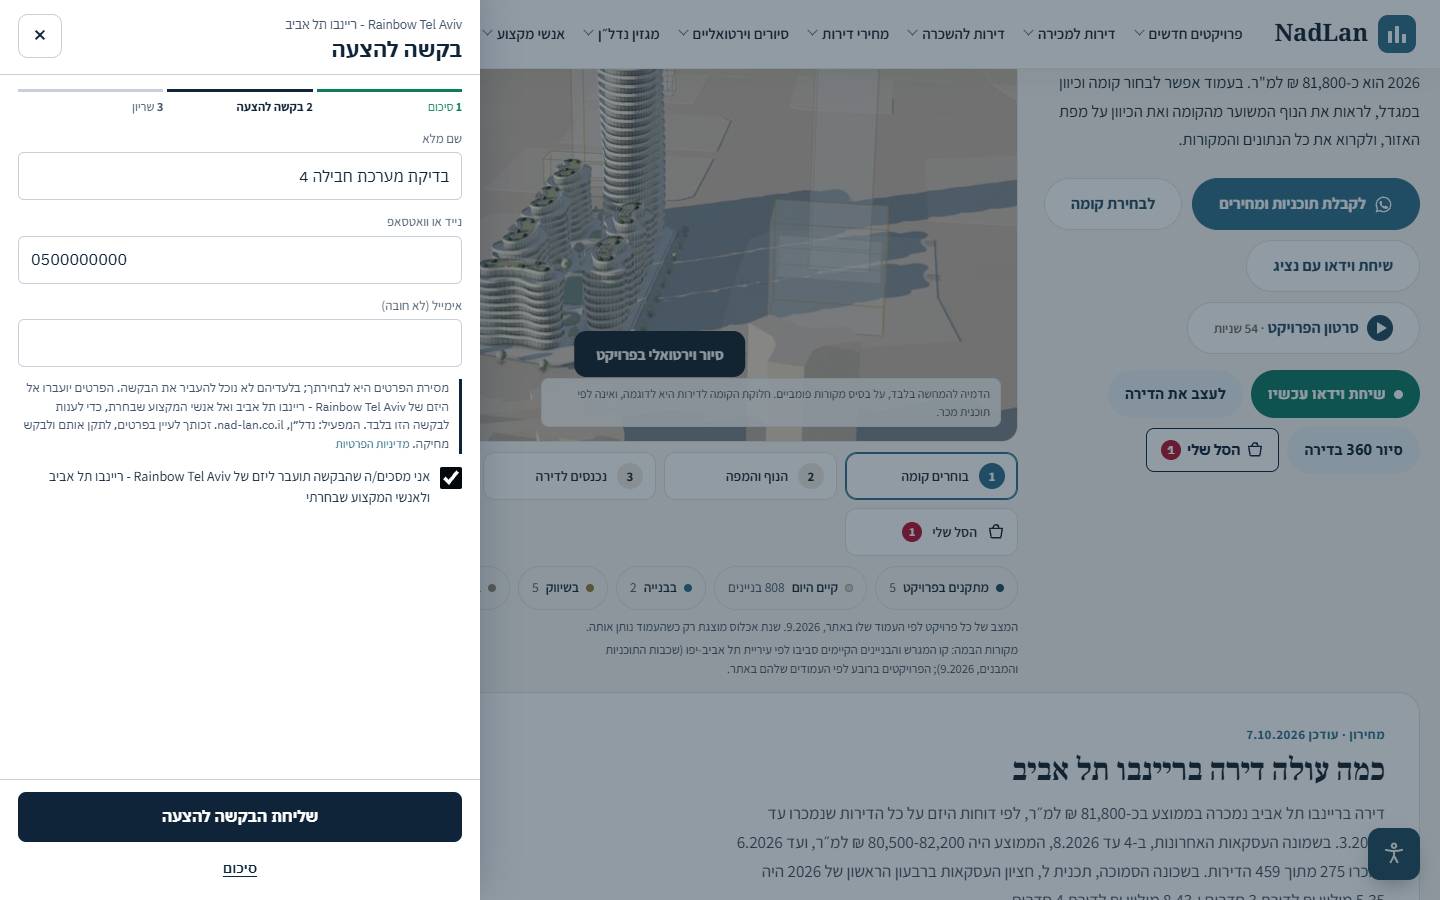 NadLan
פרויקטים חדשים
דירות למכירה
דירות להשכרה
מחירי דירות
סיורים וירטואליים
מגזין נדל״ן
אנשי מקצוע
2026 הוא כ-81,800 ₪ למ"ר. בעמוד אפשר לבחור קומה וכיוון
במגדל, לראות את הנוף המשוער מהקומה ואת הכיוון על מפת
האזור, ולקרוא את כל הנתונים והמקורות.
לקבלת תוכניות ומחירים
לבחירת קומה
שיחת וידאו עם נציג
סרטון הפרויקט · 54 שניות
שיחת וידאו עכשיו
לעצב את הדירה
סיור 360 בדירה
הסל שלי 1
סיור וירטואלי בפרויקט
הדמיה להמחשה בלבד, על בסיס מקורות פומביים. חלוקת הקומה לדירות היא לדוגמה, ואינה לפי
תוכנית מכר.
1 בוחרים קומה
2 הנוף והמפה
3 נכנסים לדירה
הסל שלי 1
מתקנים בפרויקט 5
קיים היום 808 בניינים
בבנייה 2
בשיווק 5
המצב של כל פרויקט לפי העמוד שלו באתר, 9.2026. שנת אכלוס מוצגת רק כשהעמוד נותן אותה.
מקורות הבמה: קו המגרש והבניינים הקיימים סביבו לפי עיריית תל אביב-יפו (שכבות התוכניות
והמבנים, 9.2026); הפרויקטים ברובע לפי העמודים שלהם באתר.
מחירון · עודכן 7.10.2026
כמה עולה דירה בריינבו תל אביב
דירה בריינבו תל אביב נמכרה בממוצע בכ-81,800 ₪ למ״ר, לפי דוחות היזם על כל הדירות שנמכרו עד
בשמונה העסקאות האחרונות, ב-4 עד 8.2026, הממוצע היה 80,500-82,200 ₪ למ״ר, ועד 6.2026
275 מתוך 459 הדירות. בשכונה הסמוכה, תכנית ל, חציון העסקאות ברבעון הראשון של 2026 היה
Rainbow Tel Aviv - ריינבו תל אביב
בקשה להצעה
×
1 סיכום
2 בקשה להצעה
3 שריון
שם מלא
בדיקת מערכת חבילה 4
נייד או וואטסאפ
0500000000
אימייל (לא חובה)
מסירת הפרטים היא לבחירתך; בלעדיהם לא נוכל להעביר את הבקשה. הפרטים יועברו אל
היזם של Rainbow Tel Aviv - ריינבו תל אביב ואל אנשי המקצוע שבחרת, כדי לענות
לבקשה הזו בלבד. המפעיל: נדל"ן, nad-lan.co.il. זכותך לעיין בפרטים, לתקן אותם ולבקש
מחיקה. מדיניות הפרטיות
אני מסכים/ה שהבקשה תועבר ליזם של Rainbow Tel Aviv - ריינבו תל אביב
ולאנשי המקצוע שבחרתי
שליחת הבקשה להצעה
סיכום